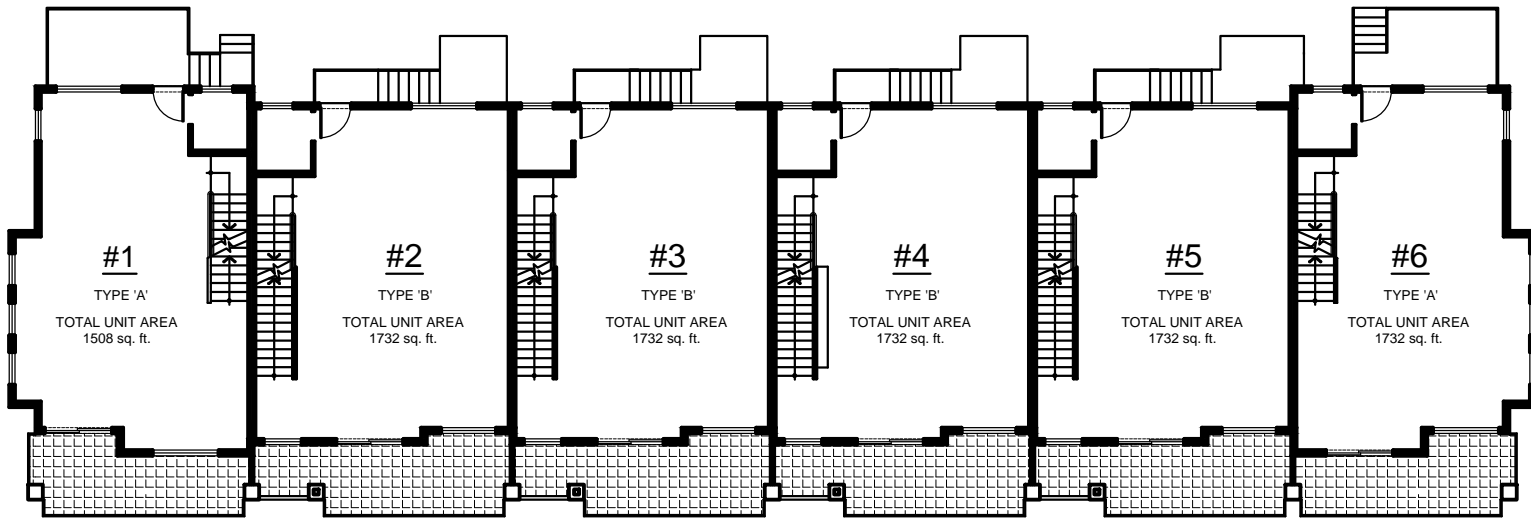 #1
TYPE 'A'
TOTAL UNIT AREA
1508 sq. ft.
#2
TYPE 'B'
TOTAL UNIT AREA
1732 sq. ft.
#3
TYPE 'B'
TOTAL UNIT AREA
1732 sq. ft.
#4
TYPE 'B'
TOTAL UNIT AREA
1732 sq. ft.
#5
TYPE 'B'
TOTAL UNIT AREA
1732 sq. ft.
#6
TYPE 'A'
TOTAL UNIT AREA
1732 sq. ft.